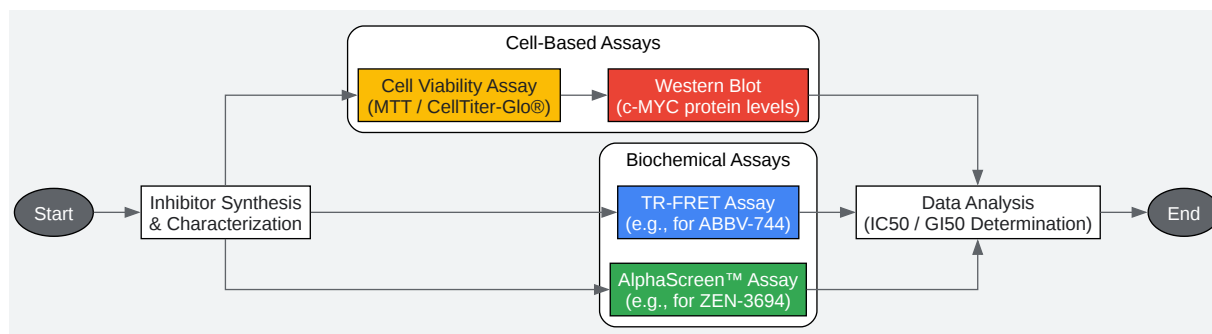 Cell-Based Assays
Cell Viability Assay
(MTT / CellTiter-Glo®)
Western Blot
(c-MYC protein levels)
Biochemical Assays
Start
Inhibitor Synthesis
& Characterization
TR-FRET Assay
(e.g., for ABBV-744)
Data Analysis
(IC50 / GI50 Determination)
End
AlphaScreen™ Assay
(e.g., for ZEN-3694)